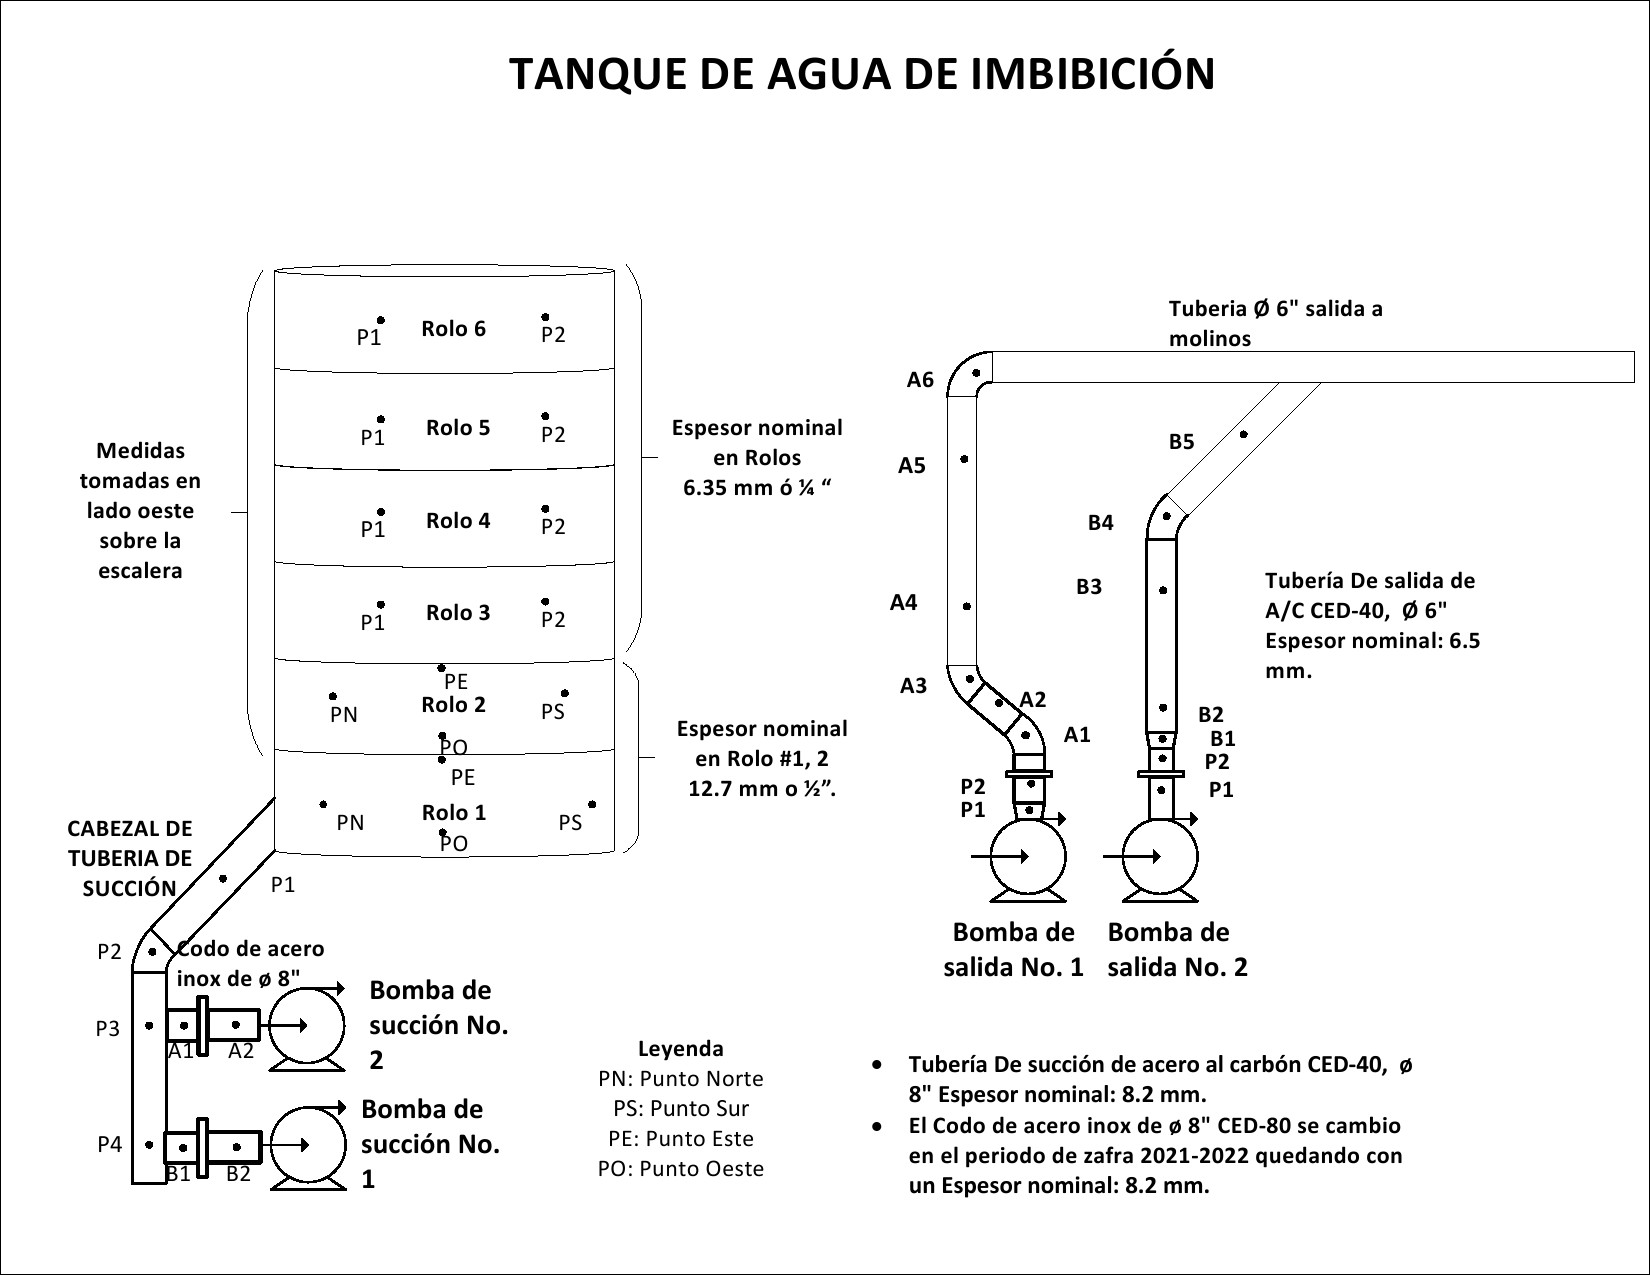 TANQUE DE AGUA DE IMBIBICIÓN
P1
Rolo 6
P2
P1
Rolo 5
P2
P1
Rolo 4
P2
P1
Rolo 3
P2
PE
PN
Rolo 2
PS
PO
PE
PN
Rolo 1
PS
PO
Medidas
tomadas en
lado oeste
sobre la
escalera
Espesor nominal
en Rolos
6.35 mm ó ¼ “
Espesor nominal
en Rolo #1, 2
12.7 mm o ½”.
CABEZAL DE
TUBERIA DE
SUCCIÓN
P1
P2
Codo de acero
inox de ø 8"
P3
A1
A2
Bomba de
succión No.
2
P4
B1
B2
Bomba de
succión No.
1
Leyenda
PN: Punto Norte
PS: Punto Sur
PE: Punto Este
PO: Punto Oeste
Tuberia Ø 6" salida a
molinos
A6
A5
A4
A3
A2
A1
P2
P1
B5
B4
B3
B2
B1
P2
P1
Tubería De salida de
A/C CED-40,  Ø 6"
Espesor nominal: 6.5
mm.
Bomba de
salida No. 1
Bomba de
salida No. 2
• Tubería De succión de acero al carbón CED-40,  ø
8" Espesor nominal: 8.2 mm.
• El Codo de acero inox de ø 8" CED-80 se cambio
en el periodo de zafra 2021-2022 quedando con
un Espesor nominal: 8.2 mm.